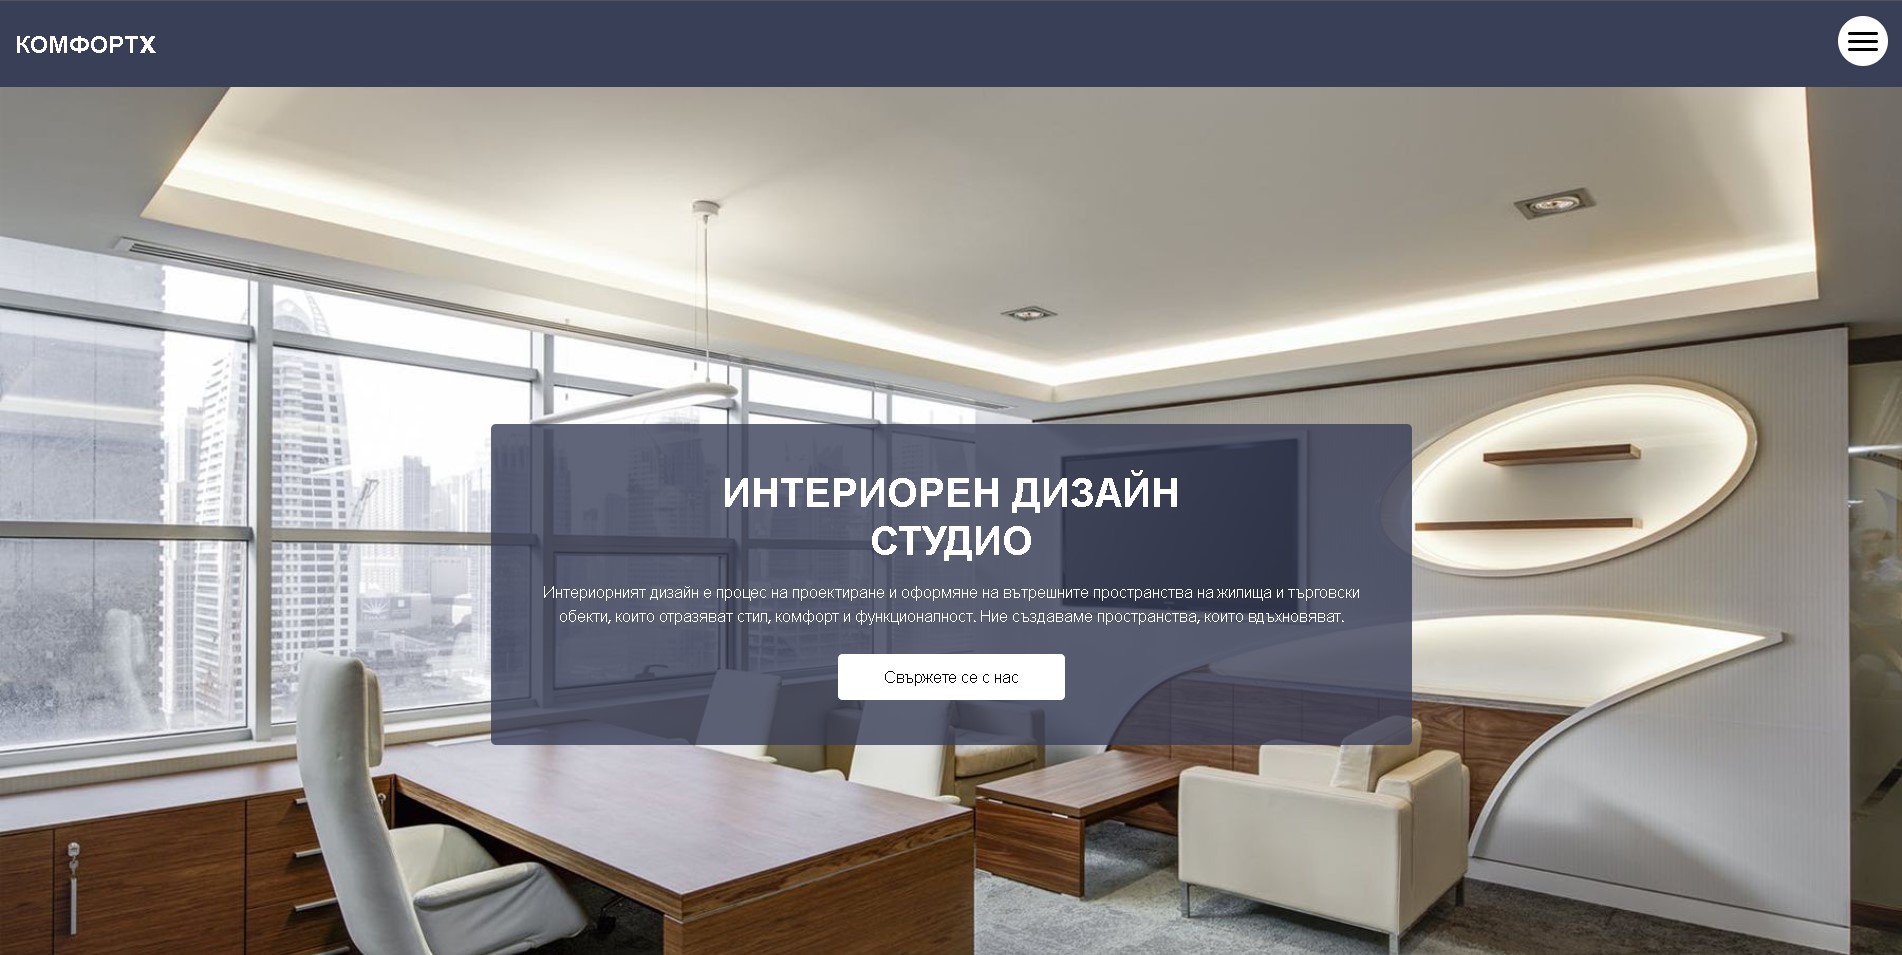 КОМФОРТX
ИНТЕРИОРЕН ДИЗАЙН
СТУДИО
Интериорният дизайн е процес на проектиране и оформяне на вътрешните пространства на жилища и търговски
обекти, които отразяват стил, комфорт и функционалност. Ние създаваме пространства, които вдъхновяват.
Свържете се с нас